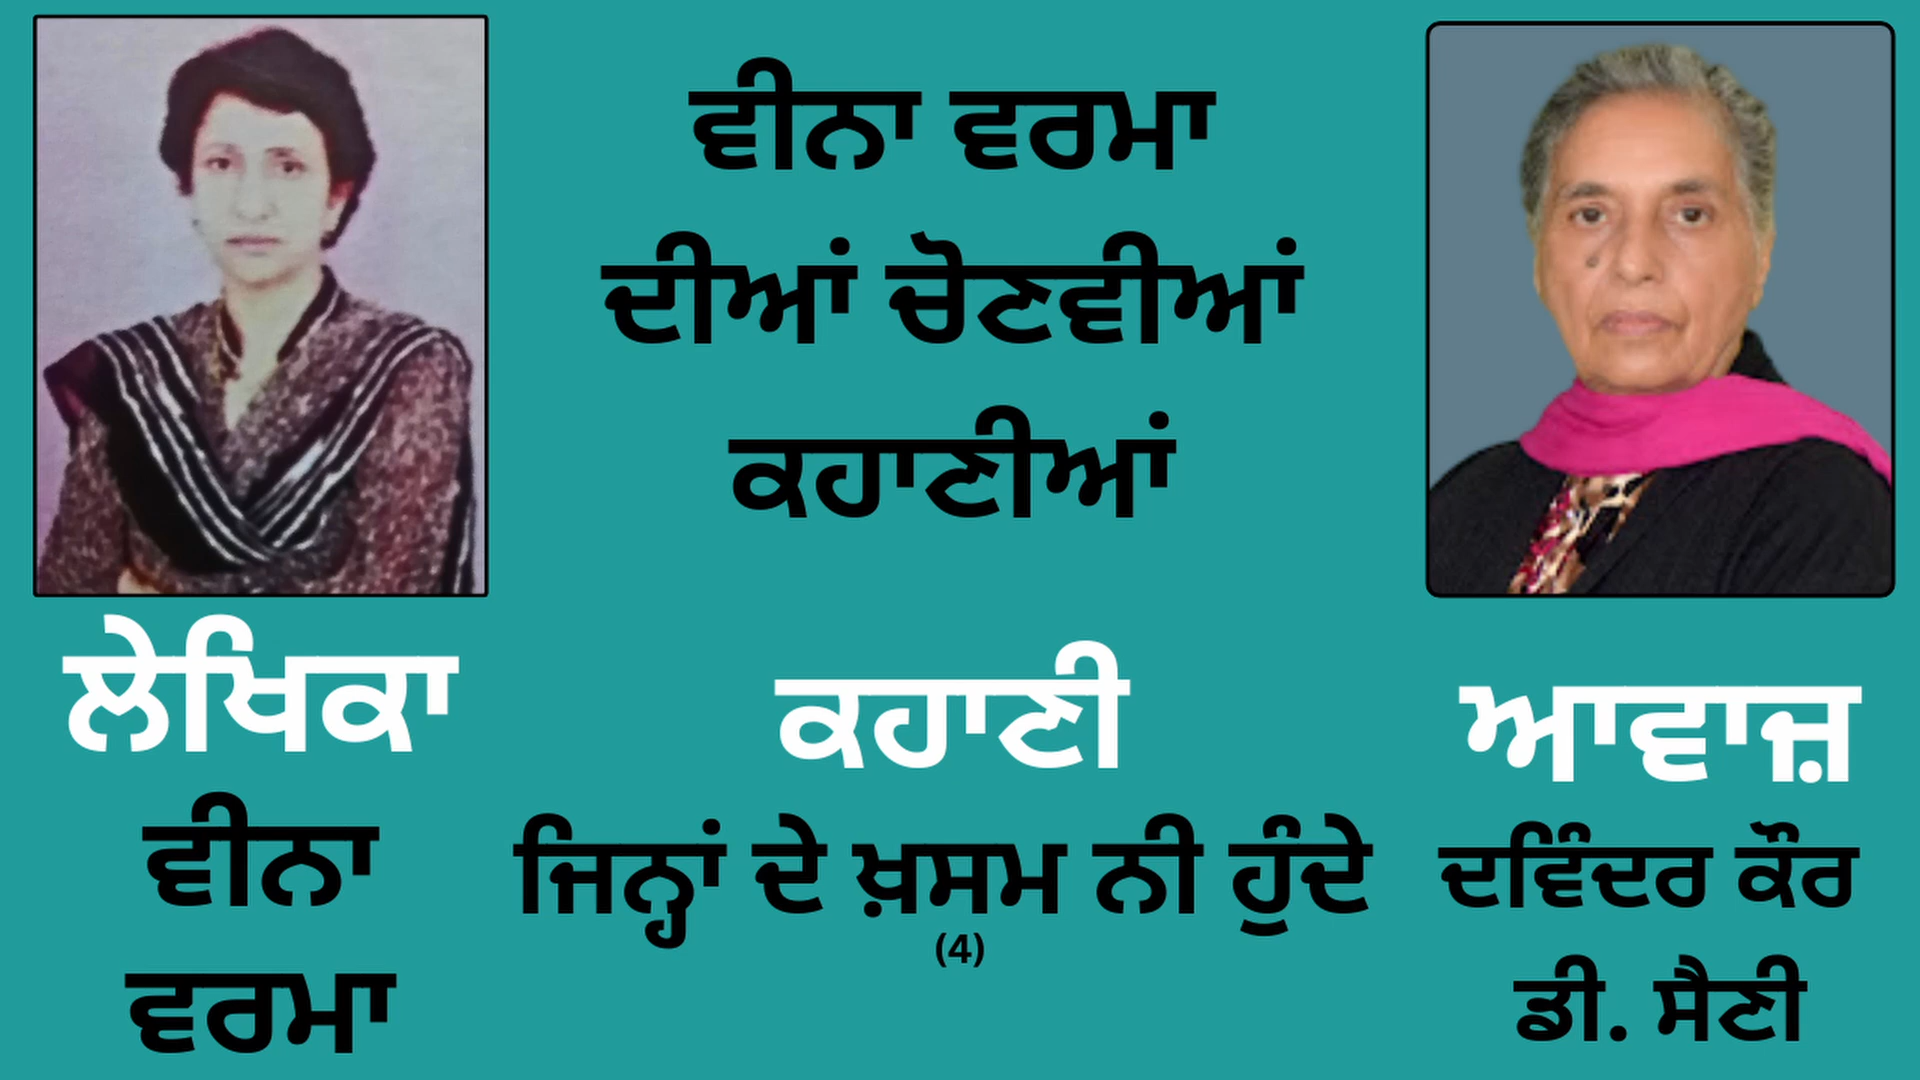 ਵੀਨਾ ਵਰਮਾ
ਦੀਆਂ ਚੋਣਵੀਆਂ
ਕਹਾਣੀਆਂ
ਲੇਖਿਕਾ
ਵੀਨਾ
ਵਰਮਾ
ਕਹਾਣੀ
ਜਿਨ੍ਹਾਂ ਦੇ ਖ਼ਸਮ ਨੀ ਹੁੰਦੇ
(4)
ਆਵਾਜ਼
ਦਵਿੰਦਰ ਕੌਰ
ਡੀ. ਸੈਣੀ